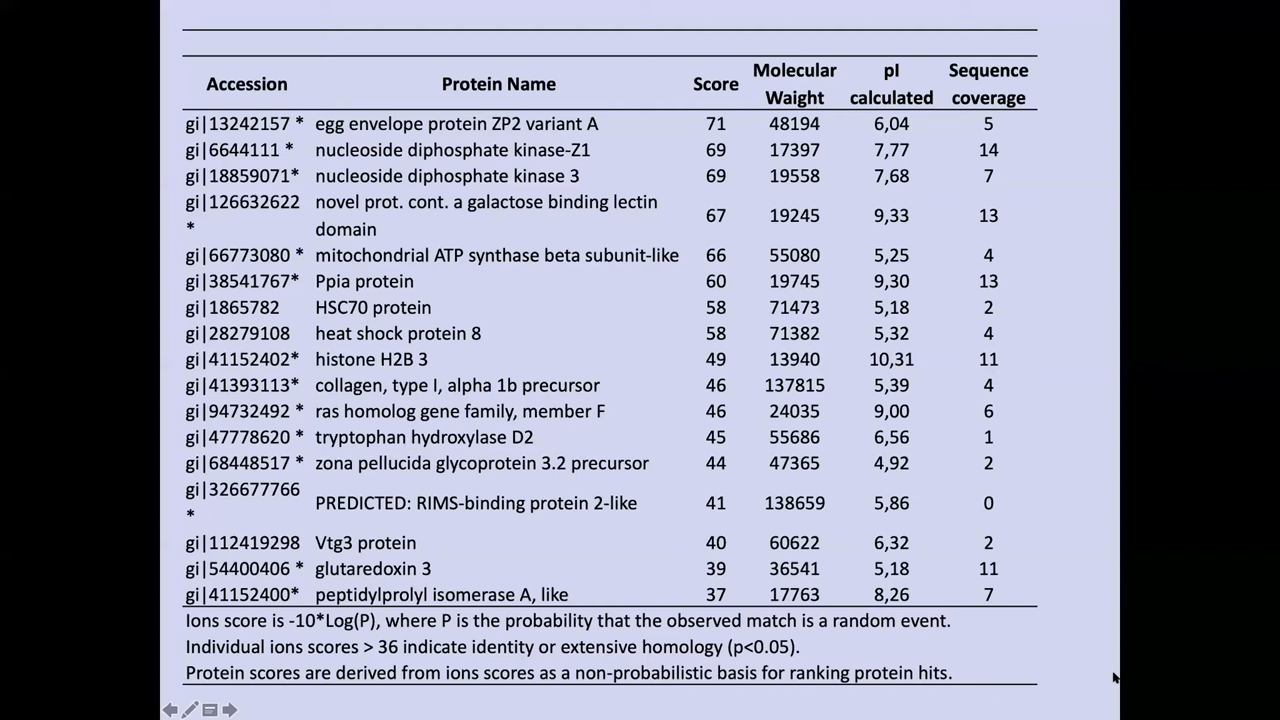 Accession Protein Name Score Molecular Weight pI calculated Sequence coverage
gi|13242157 * egg envelope protein ZP2 variant A 71 48194 6,04 5
gi|6644111 * nucleoside diphosphate kinase-Z1 69 17397 7,77 14
gi|18859071* nucleoside diphosphate kinase 3 69 19558 7,68 7
gi|126632622 * novel prot. cont. a galactose binding lectin domain 67 19245 9,33 13
gi|66773080 * mitochondrial ATP synthase beta subunit-like 66 55080 5,25 4
gi|38541767* Ppia protein 60 19745 9,30 13
gi|1865782 HSC70 protein 58 71473 5,18 2
gi|28279108 heat shock protein 8 58 71382 5,32 4
gi|41152402* histone H2B 3 49 13940 10,31 11
gi|41393113* collagen, type I, alpha 1b precursor 46 137815 5,39 4
gi|94732492 * ras homolog gene family, member F 46 24035 9,00 6
gi|47778620 * tryptophan hydroxylase D2 45 55686 6,56 1
gi|68448517 * zona pellucida glycoprotein 3.2 precursor 44 47365 4,92 2
gi|326677766 * PREDICTED: RIMS-binding protein 2-like 41 138659 5,86 0
gi|112419298 Vtg3 protein 40 60622 6,32 2
gi|54400406 * glutaredoxin 3 39 36541 5,18 11
gi|41152400* peptidylprolyl isomerase A, like 37 17763 8,26 7
Ions score is -10*Log(P), where P is the probability that the observed match is a random event.
Individual ions scores > 36 indicate identity or extensive homology (p<0.05).
Protein scores are derived from ions scores as a non-probabilistic basis for ranking protein hits.